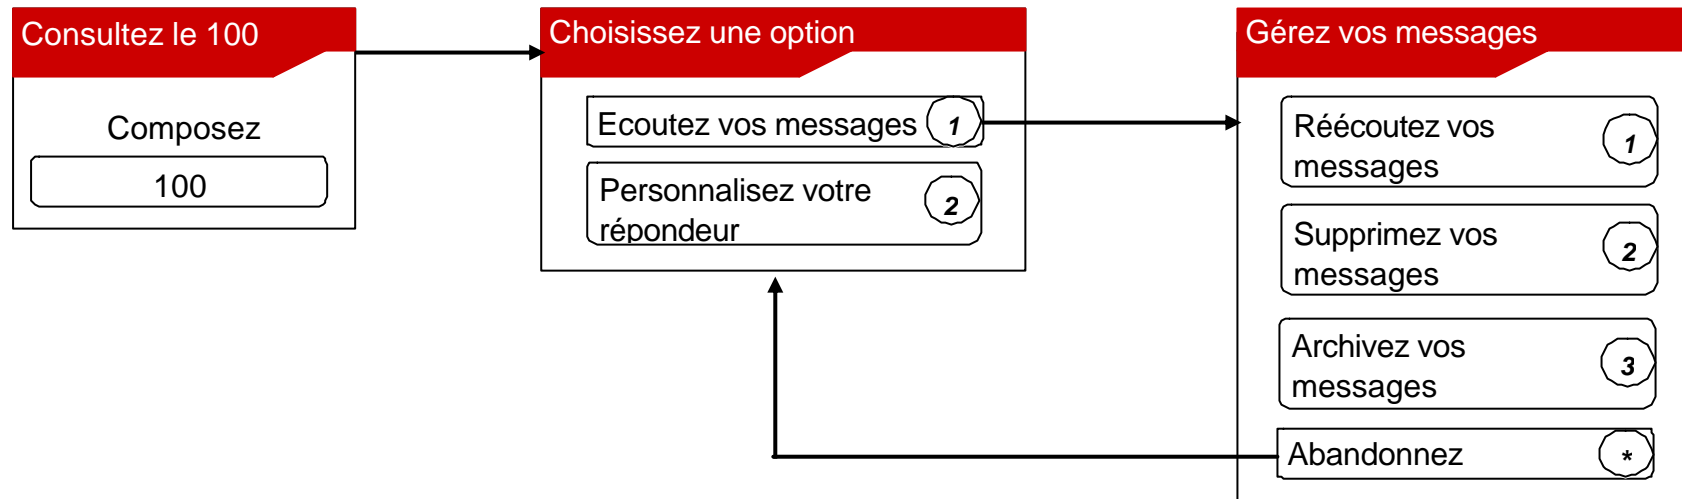 Consultez le 100
Composez
100
Choisissez une option
Ecoutez vos messages 1
Personnalisez votre
répondeur
2
Gérez vos messages
Réécoutez vos
messages
1
Supprimez vos
messages
2
Archivez vos
messages
3
Abandonnez *